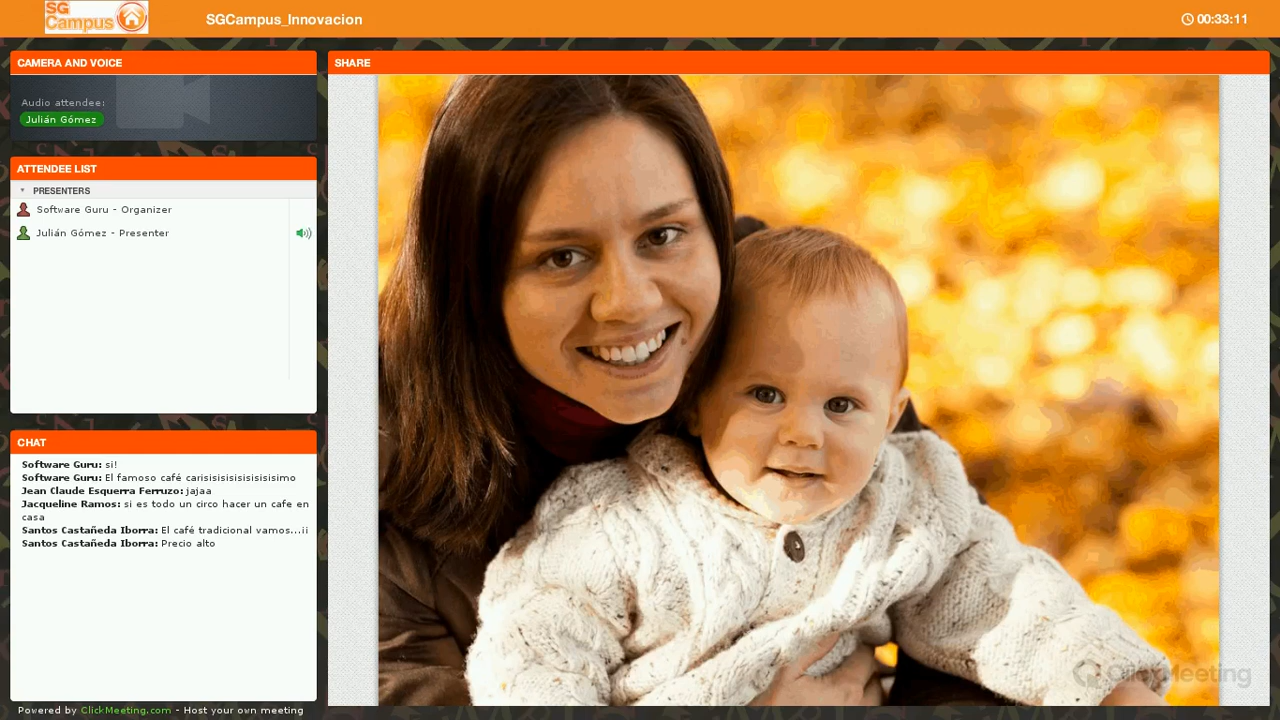 SG
Campus
SGCampus_Innovacion
00:33:11
CAMERA AND VOICE
Audio attendee:
Julián Gómez
ATTENDEE LIST
PRESENTERS
Software Guru - Organizer
Julián Gómez - Presenter
CHAT
Software Guru: si!
Software Guru: El famoso café carisisisisisisisisisimo
Jean Claude Esquerra Ferruzo: jajaa
Jacqueline Ramos: si es todo un circo hacer un cafe en
casa
Santos Castañeda Iborra: El café tradicional vamos...¡¡
Santos Castañeda Iborra: Precio alto
Powered by ClickMeeting.com - Host your own meeting
SHARE
ClickMeeting